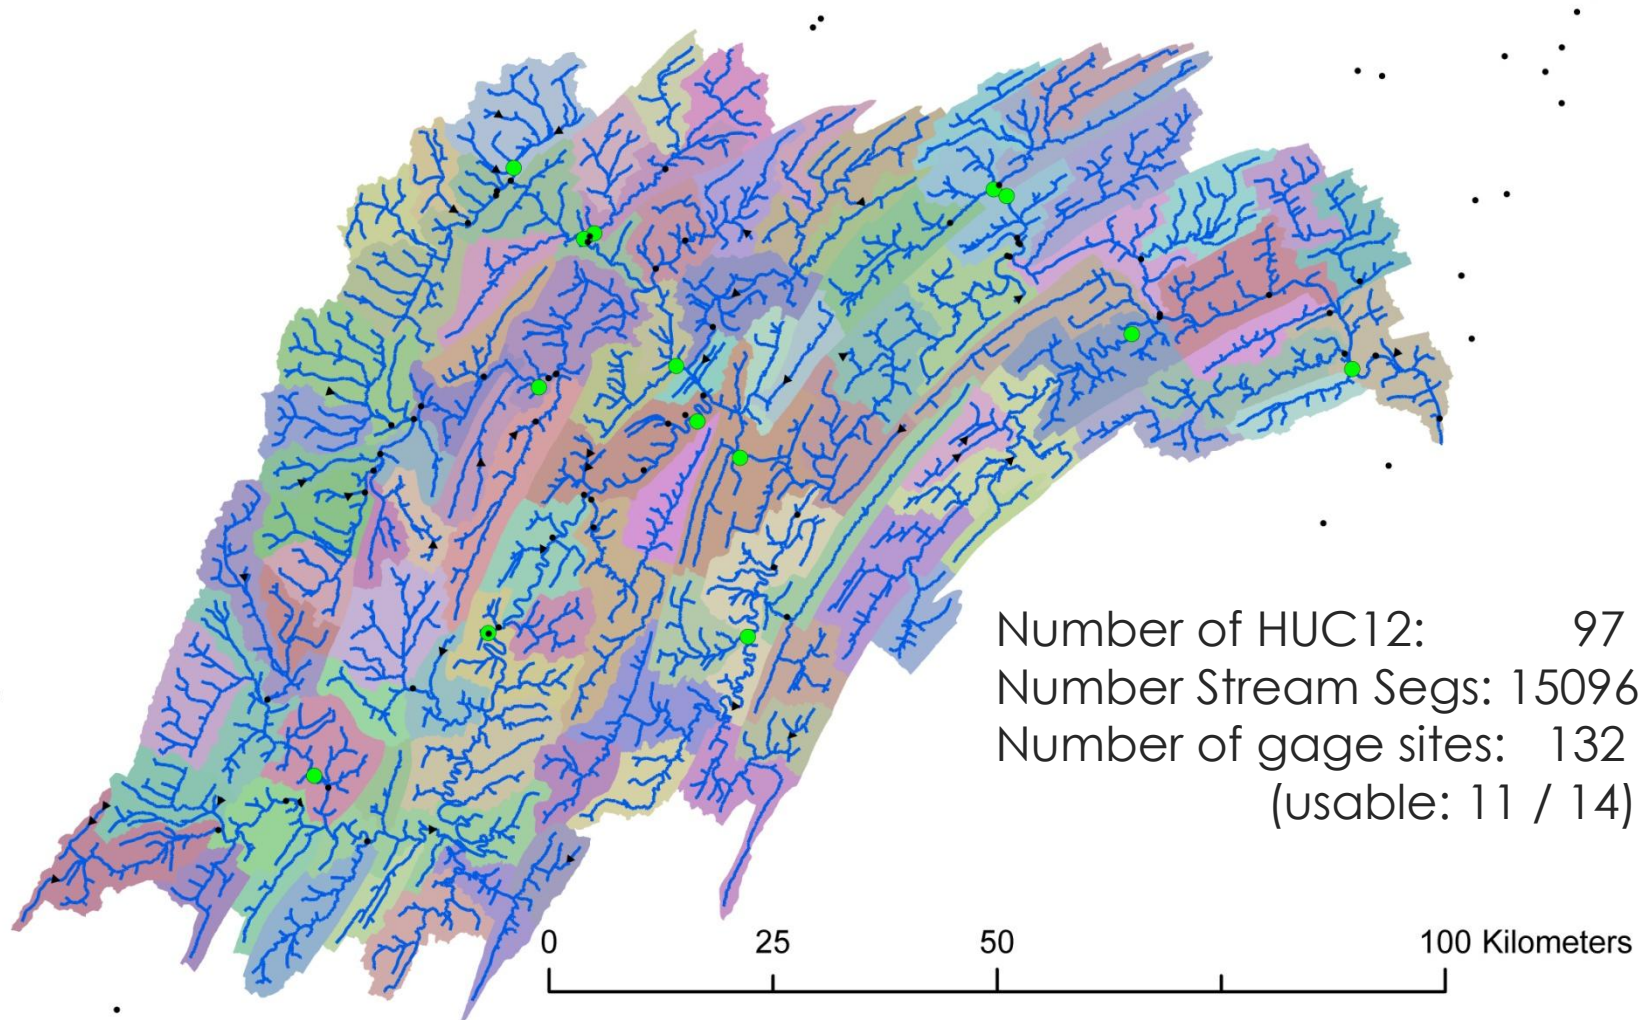 Number of HUC12: 97
Number Stream Segs: 15096
Number of gage sites: 132
(usable: 11 / 14)
0 25 50 100 Kilometers